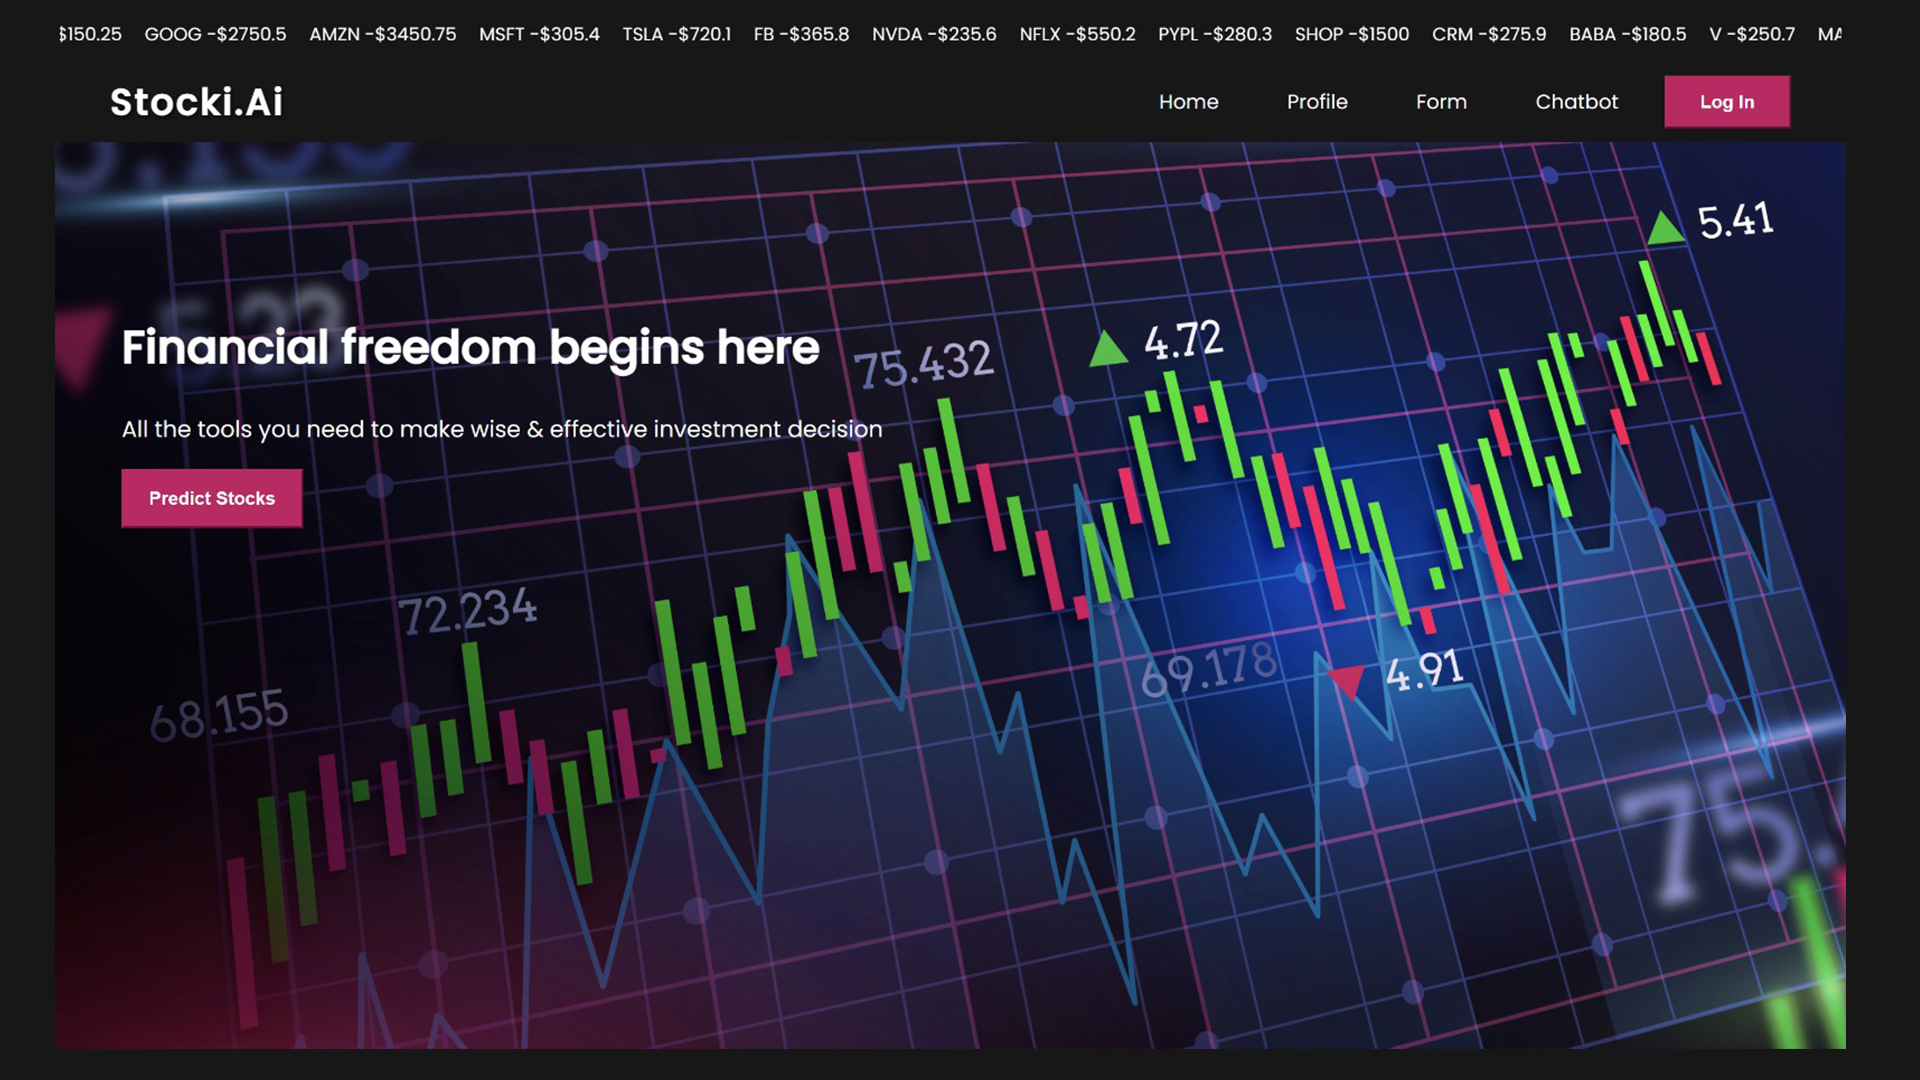 $150.25 GOOG -$2750.5 AMZN -$3450.75 MSFT -$305.4 TSLA -$720.1 FB -$365.8 NVDA -$235.6 NFLX -$550.2 PYPL -$280.3 SHOP -$1500 CRM -$275.9 BABA -$180.5 V -$250.7 MA
Stocki.Ai
Home Profile Form Chatbot Log In
5.41
5.23
Financial freedom begins here
4.72
75.432
All the tools you need to make wise & effective investment decision
Predict Stocks
72.234
69.178
4.91
68.155
75.